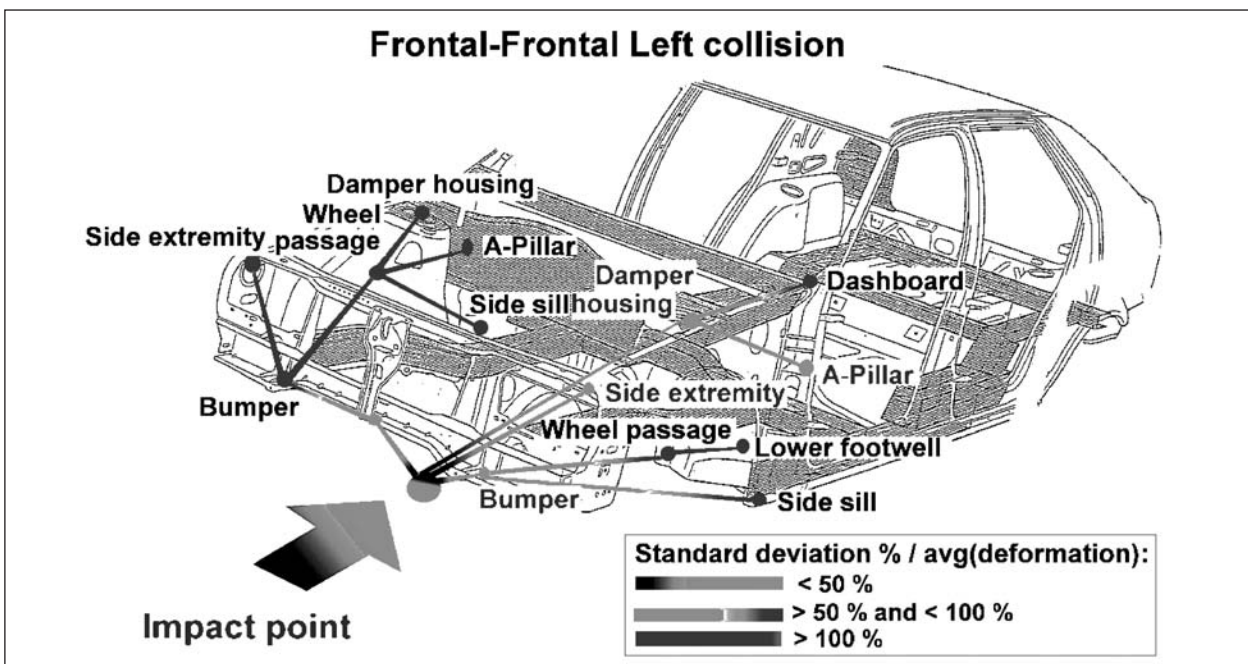 Frontal-Frontal Left collision
Damper housing
Wheel
passage
Side extremity
A-Pillar
Damper
housing
Side sill
Dashboard
A-Pillar
Side extremity
Bumper
Wheel passage
Lower footwell
Bumper
Side sill
Impact point
Standard deviation % / avg(deformation):
< 50 %
> 50 % and < 100 %
> 100 %